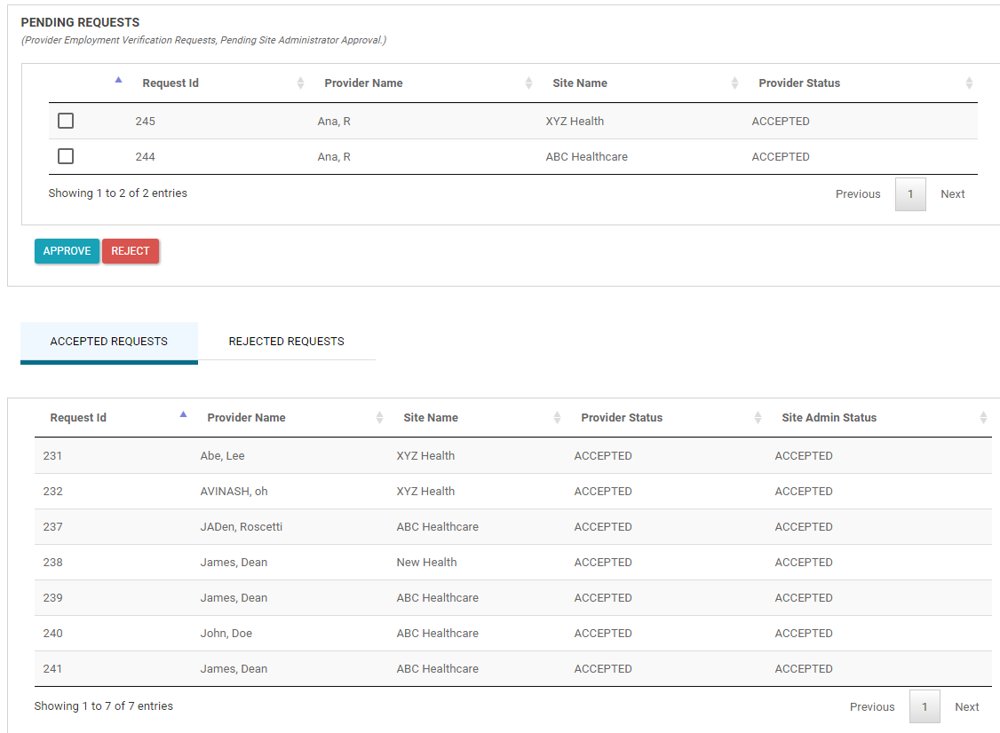 PENDING REQUESTS
(Provider Employment Verification Requests, Pending Site Administrator Approval.)
Request Id Provider Name Site Name Provider Status
245 Ana, R XYZ Health ACCEPTED
244 Ana, R ABC Healthcare ACCEPTED
Showing 1 to 2 of 2 entries Previous 1 Next
APPROVE REJECT
ACCEPTED REQUESTS REJECTED REQUESTS
Request Id Provider Name Site Name Provider Status Site Admin Status
231 Abe, Lee XYZ Health ACCEPTED ACCEPTED
232 AVINASH, oh XYZ Health ACCEPTED ACCEPTED
237 JADen, Roscetti ABC Healthcare ACCEPTED ACCEPTED
238 James, Dean New Health ACCEPTED ACCEPTED
239 James, Dean ABC Healthcare ACCEPTED ACCEPTED
240 John, Doe ABC Healthcare ACCEPTED ACCEPTED
241 James, Dean ABC Healthcare ACCEPTED ACCEPTED
Showing 1 to 7 of 7 entries Previous 1 Next